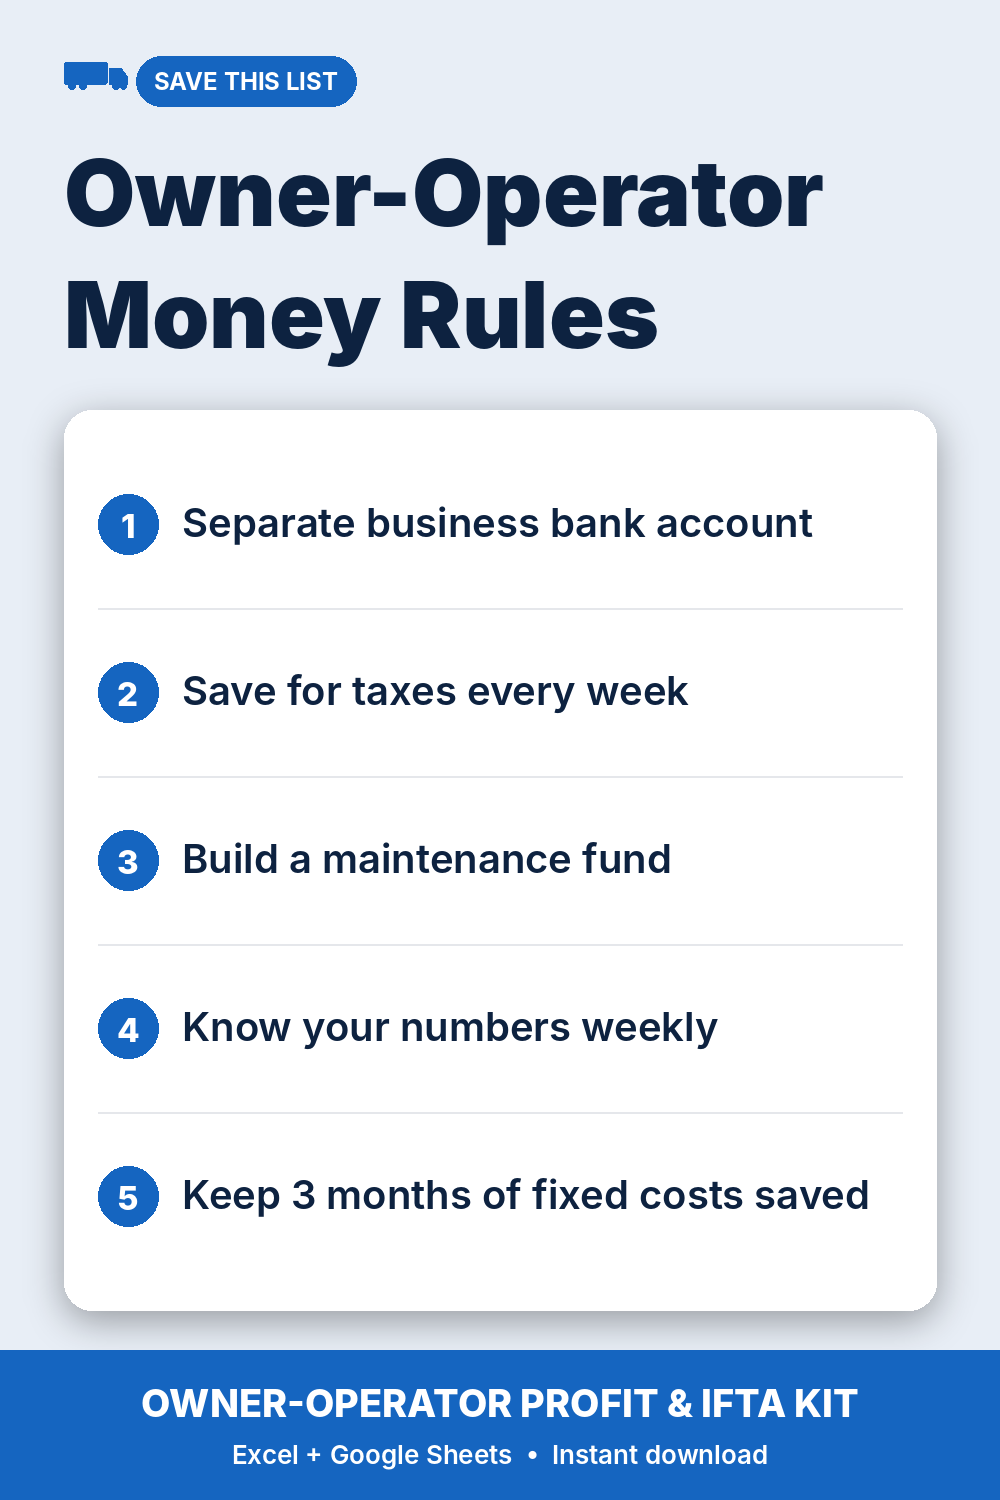 SAVE THIS LIST
Owner-Operator
Money Rules
1 Separate business bank account
2 Save for taxes every week
3 Build a maintenance fund
4 Know your numbers weekly
5 Keep 3 months of fixed costs saved
OWNER-OPERATOR PROFIT & IFTA KIT
Excel + Google Sheets • Instant download